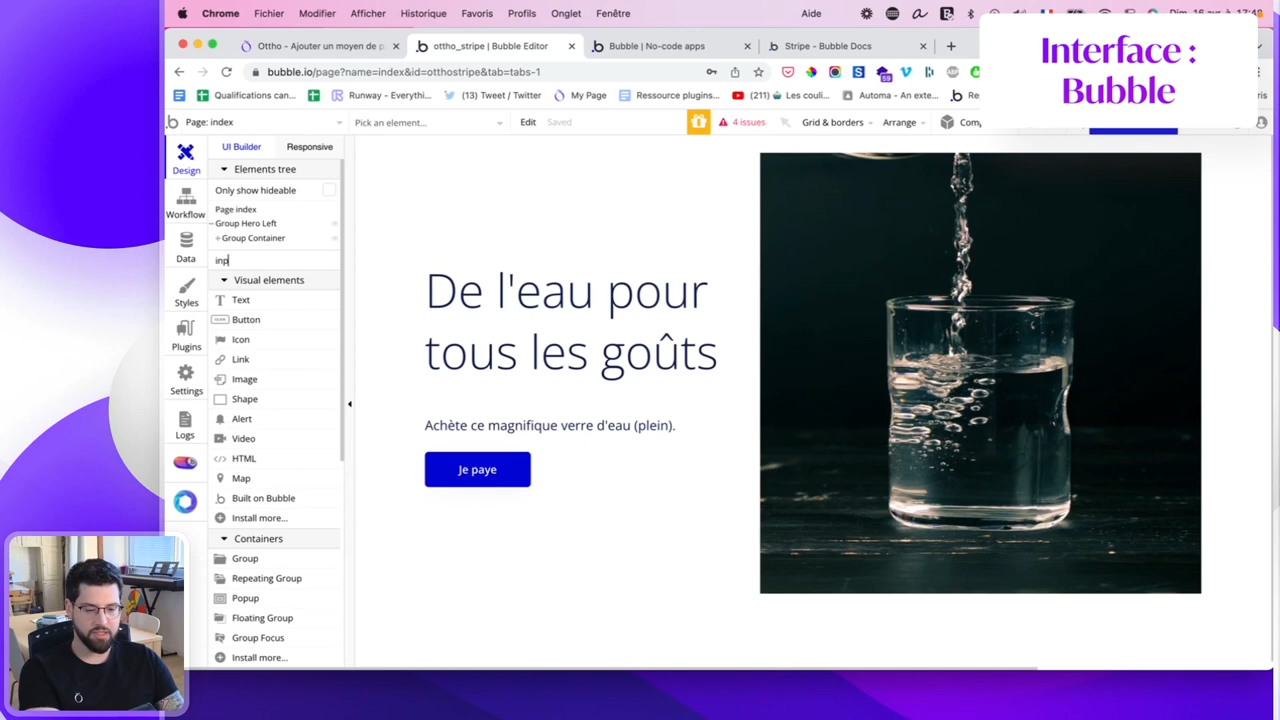 Chrome Fichier Modifier Afficher Historique Favoris Profils Onglet Fenêtre Aide
Interface :
Bubble
Ottho - Ajouter un moyen de p
ottho_stripe | Bubble Editor
Bubble | No-code apps
Stripe - Bubble Docs
bubble.io/page?name=index&id=otthostripe&tab=tabs-1
59
Qualifications can...
Runway - Everythi...
(13) Tweet / Twitter
My Page
Ressource plugins...
(211) Les couli...
Automa - An exte...
Page: index
Pick an element...
Edit
Saved
4 issues
Grid & borders
Arrange
Design
Workflow
Data
Styles
Plugins
Settings
Logs
UI Builder
Responsive
Elements tree
Only show hideable
Page index
Group Hero Left
Group Container
inp
Visual elements
Text
Button
Icon
Link
Image
Shape
Alert
Video
HTML
Map
Built on Bubble
Install more...
Containers
Group
Repeating Group
Popup
Floating Group
Group Focus
Install more...
De l'eau pour
tous les goûts
Achète ce magnifique verre d'eau (plein).
Je paye